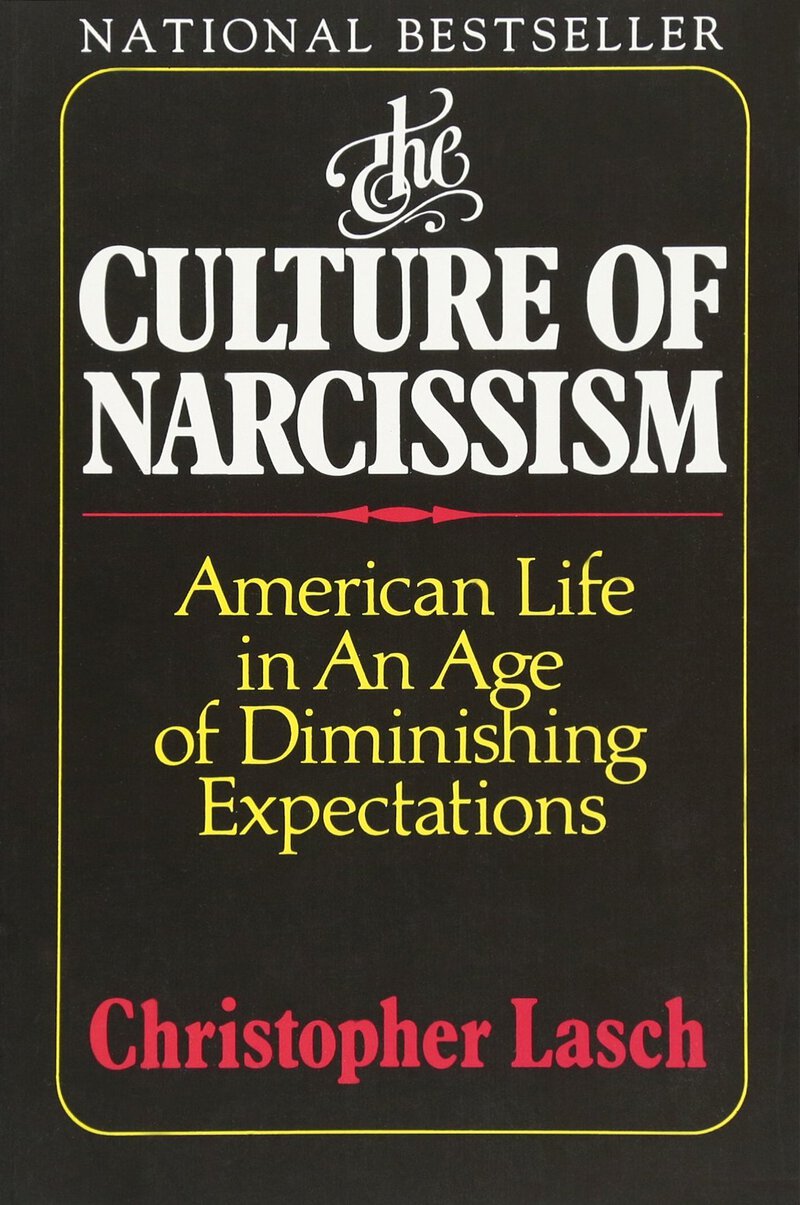 NATIONAL BESTSELLER
The
CULTURE OF
NARCISSISM
American Life
in An Age
of Diminishing
Expectations
Christopher Lasch